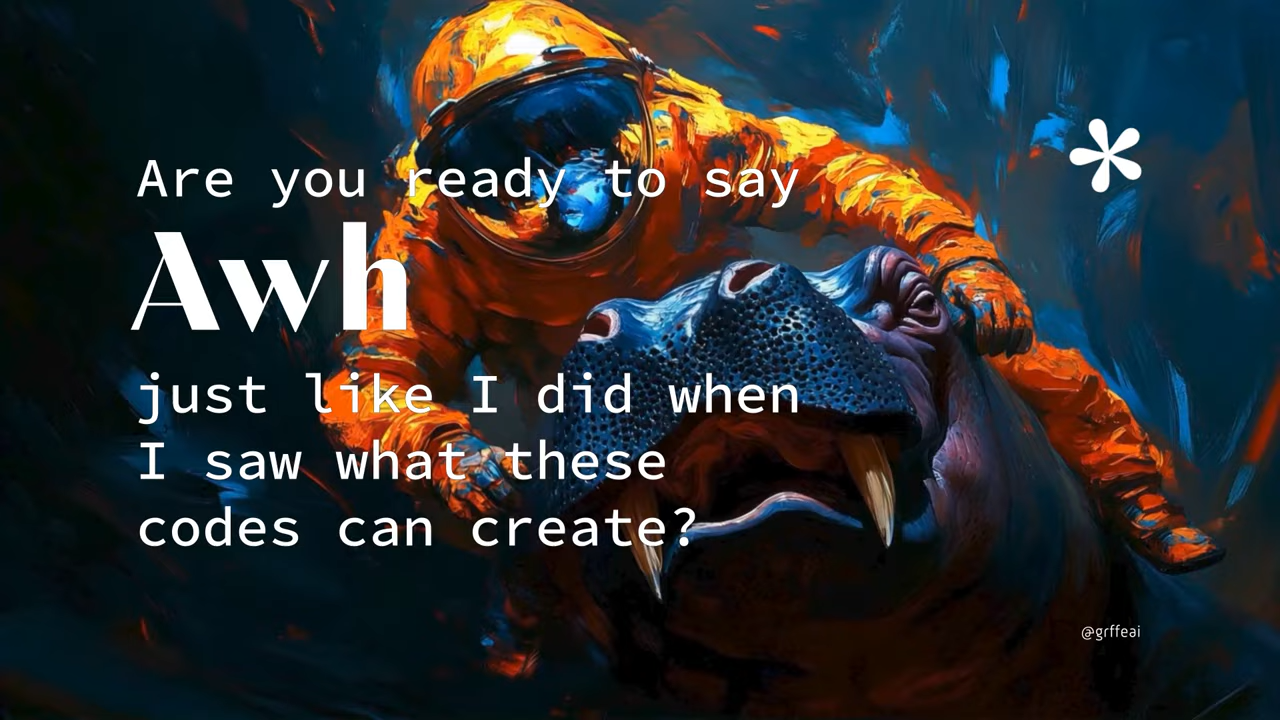 Are you ready to say
Awh
just like I did when
I saw what these
codes can create?
*
@grffeai